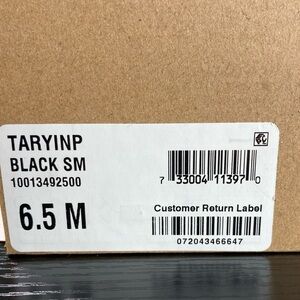 TARYINP
BLACK SM
10013492500
6.5 M
7 33004 11397 0
Customer Return Label
072043466647